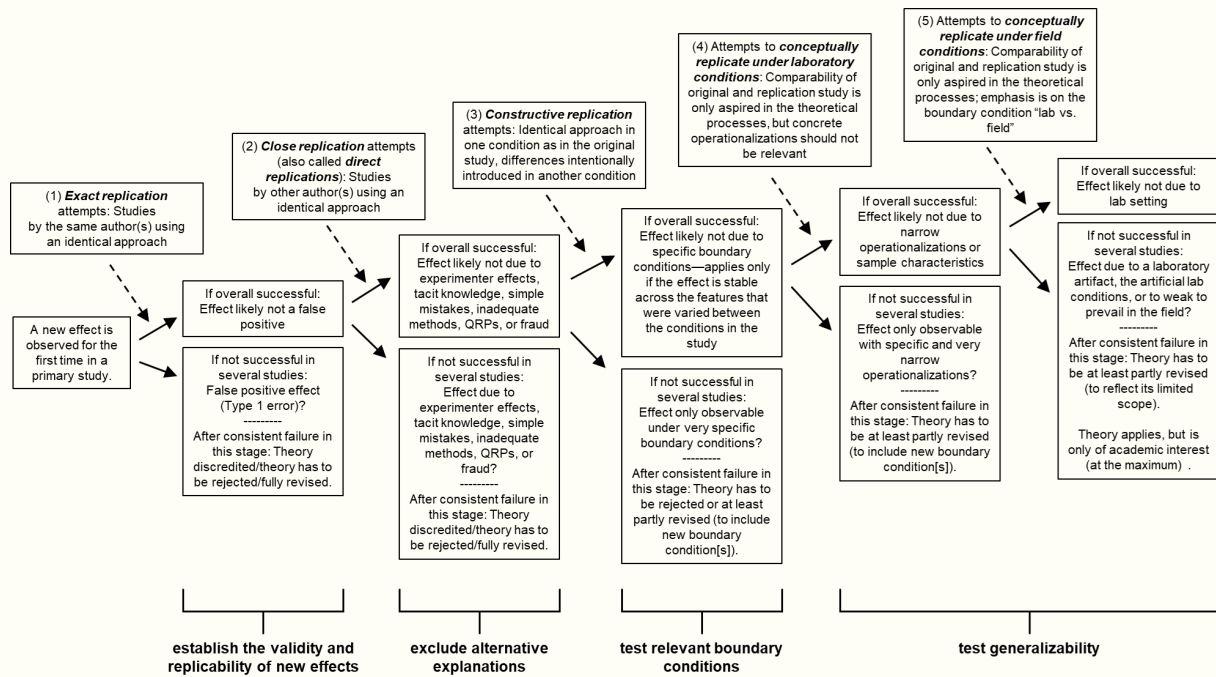 A new effect is
observed for the
first time in a
primary study.
(1) Exact replication
attempts: Studies
by the same author(s) using
an identical approach
If overall successful:
Effect likely not a false
positive
If not successful in
several studies:
False positive effect
(Type 1 error)?
---------
After consistent failure in
this stage: Theory
discredited/theory has to
be rejected/fully revised.
(2) Close replication attempts
(also called direct
replications): Studies
by other author(s) using an
identical approach
If overall successful:
Effect likely not due to
experimenter effects,
tacit knowledge, simple
mistakes, inadequate
methods, QRPs, or fraud
If not successful in
several studies:
Effect due to
experimenter effects,
tacit knowledge, simple
mistakes, inadequate
methods, QRPs, or
fraud?
---------
After consistent failure in
this stage: Theory
discredited/theory has to
be rejected/fully revised.
(3) Constructive replication
attempts: Identical approach in
one condition as in the original
study, differences intentionally
introduced in another condition
If overall successful:
Effect likely not due to
specific boundary
conditions—applies only
if the effect is stable
across the features that
were varied between
the conditions in the
study
If not successful in
several studies:
Effect only observable
under very specific
boundary conditions?
---------
After consistent failure in
this stage: Theory has to
be rejected or at least
partly revised (to include
new boundary
condition[s]).
(4) Attempts to conceptually
replicate under laboratory
conditions: Comparability of
original and replication study is
only aspired in the theoretical
processes, but concrete
operationalizations should not
be relevant
If overall successful:
Effect likely not due to
narrow
operationalizations or
sample characteristics
If not successful in
several studies:
Effect only observable
with specific and very
narrow
operationalizations?
---------
After consistent failure in
this stage: Theory has to
be at least partly revised
(to include new boundary
condition[s]).
(5) Attempts to conceptually
replicate under field
conditions: Comparability of
original and replication study is
only aspired in the theoretical
processes; emphasis is on the
boundary condition “lab vs.
field”
If overall successful:
Effect likely not due to
lab setting
If not successful in
several studies:
Effect due to a laboratory
artifact, the artificial lab
conditions, or to weak to
prevail in the field?
---------
After consistent failure in
this stage: Theory has to
be at least partly revised
(to reflect its limited
scope).
Theory applies, but is
only of academic interest
(at the maximum) .
establish the validity and
replicability of new effects
exclude alternative
explanations
test relevant boundary
conditions
test generalizability